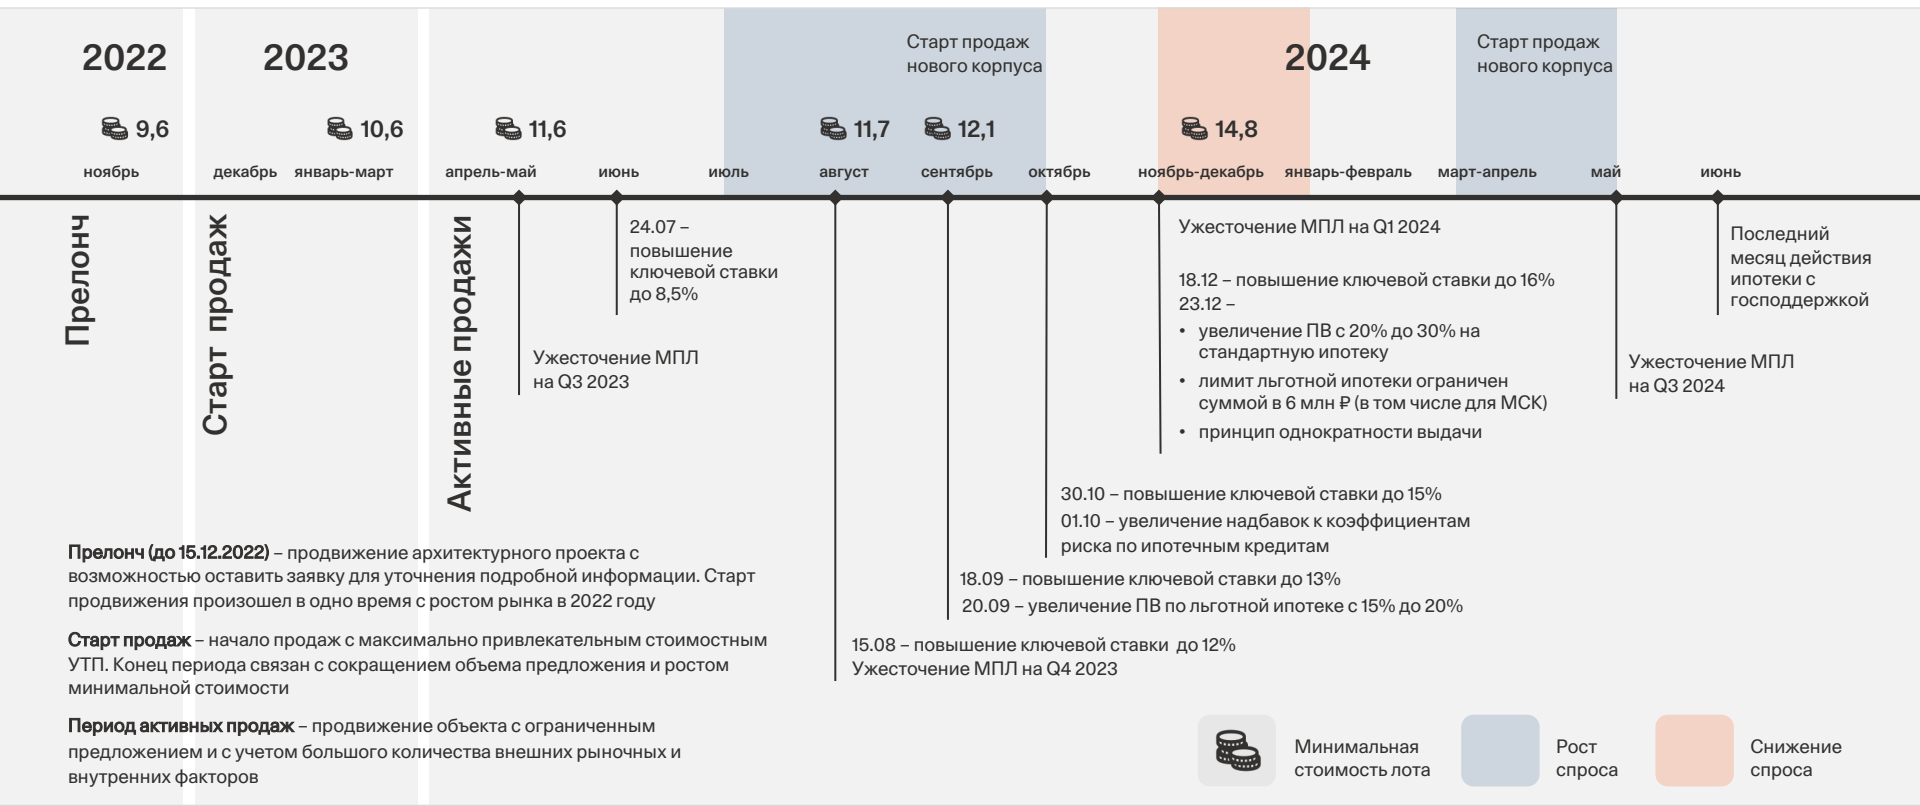 2022
2023
Старт продаж
нового корпуса
2024
Старт продаж
нового корпуса
9,6
10,6
11,6
11,7
12,1
14,8
ноябрь
декабрь
январь-март
апрель-май
июнь
июль
август
сентябрь
октябрь
ноябрь-декабрь
январь-февраль
март-апрель
май
июнь
Прелонч
Старт продаж
Активные продажи
24.07 –
повышение
ключевой ставки
до 8,5%
Ужесточение МПЛ
на Q3 2023
Ужесточение МПЛ на Q1 2024
18.12 – повышение ключевой ставки до 16%
23.12 –
• увеличение ПВ с 20% до 30% на
стандартную ипотеку
• лимит льготной ипотеки ограничен
суммой в 6 млн ₽ (в том числе для МСК)
• принцип однократности выдачи
Последний
месяц действия
ипотеки с
господдержкой
Ужесточение МПЛ
на Q3 2024
30.10 – повышение ключевой ставки до 15%
01.10 – увеличение надбавок к коэффициентам
риска по ипотечным кредитам
18.09 – повышение ключевой ставки до 13%
20.09 – увеличение ПВ по льготной ипотеке с 15% до 20%
15.08 – повышение ключевой ставки до 12%
Ужесточение МПЛ на Q4 2023
Прелонч (до 15.12.2022) – продвижение архитектурного проекта с
возможностью оставить заявку для уточнения подробной информации. Старт
продвижения произошел в одно время с ростом рынка в 2022 году
Старт продаж – начало продаж с максимально привлекательным стоимостным
УТП. Конец периода связан с сокращением объема предложения и ростом
минимальной стоимости
Период активных продаж – продвижение объекта с ограниченным
предложением и с учетом большого количества внешних рыночных и
внутренних факторов
Минимальная
стоимость лота
Рост
спроса
Снижение
спроса